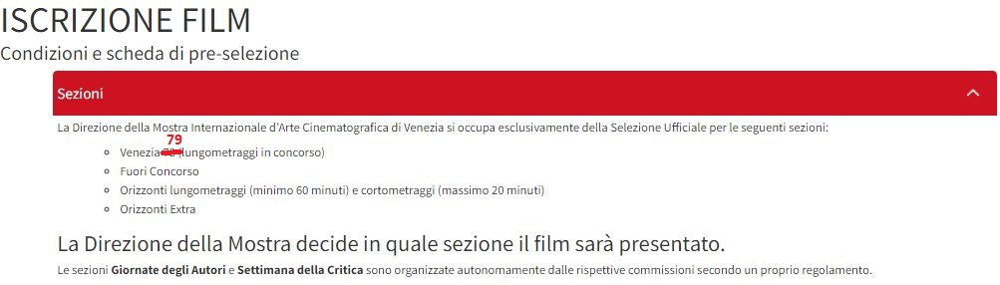 ISCRIZIONE FILM
Condizioni e scheda di pre-selezione
Sezioni
La Direzione della Mostra Internazionale d'Arte Cinematografica di Venezia si occupa esclusivamente della Selezione Ufficiale per le seguenti sezioni:
79
Venezia (lungometraggi in concorso)
Fuori Concorso
Orizzonti lungometraggi (minimo 60 minuti) e cortometraggi (massimo 20 minuti)
Orizzonti Extra
La Direzione della Mostra decide in quale sezione il film sarà presentato.
Le sezioni Giornate degli Autori e Settimana della Critica sono organizzate autonomamente dalle rispettive commissioni secondo un proprio regolamento.